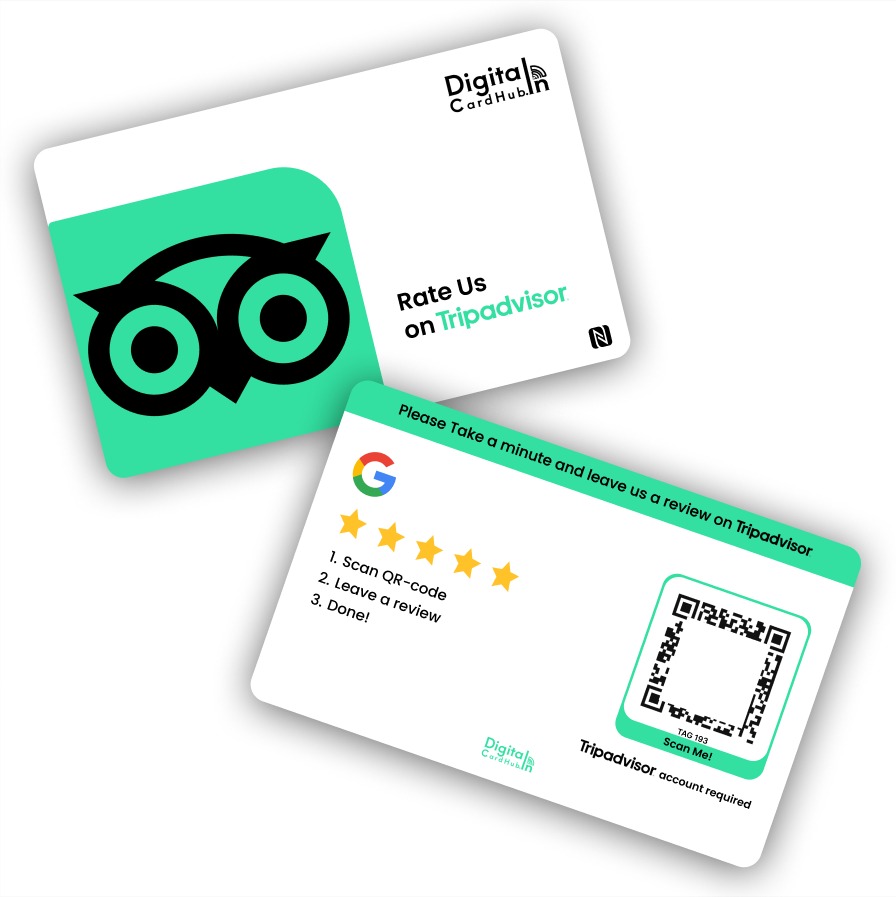 Digital In
CardHub.
Rate Us
on Tripadvisor
Please Take a minute and leave us a review on Tripadvisor
1. Scan QR-code
2. Leave a review
3. Done!
TAG 193
Scan Me!
Tripadvisor account required
Digital In
CardHub.